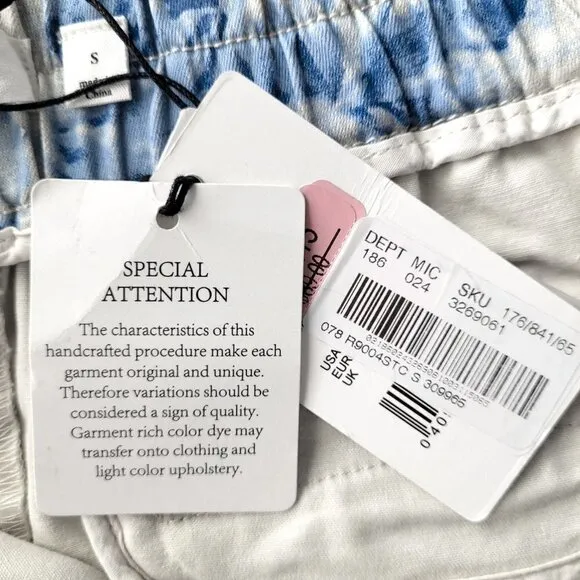 S
made in
China
SPECIAL
ATTENTION
The characteristics of this
handcrafted procedure make each
garment original and unique.
Therefore variations should be
considered a sign of quality.
Garment rich color dye may
transfer onto clothing and
light color upholstery.
DEPT MIC
186 024
SKU 176/841/65
3269061
078 R9004STC S 309965
USA
EUR
UK